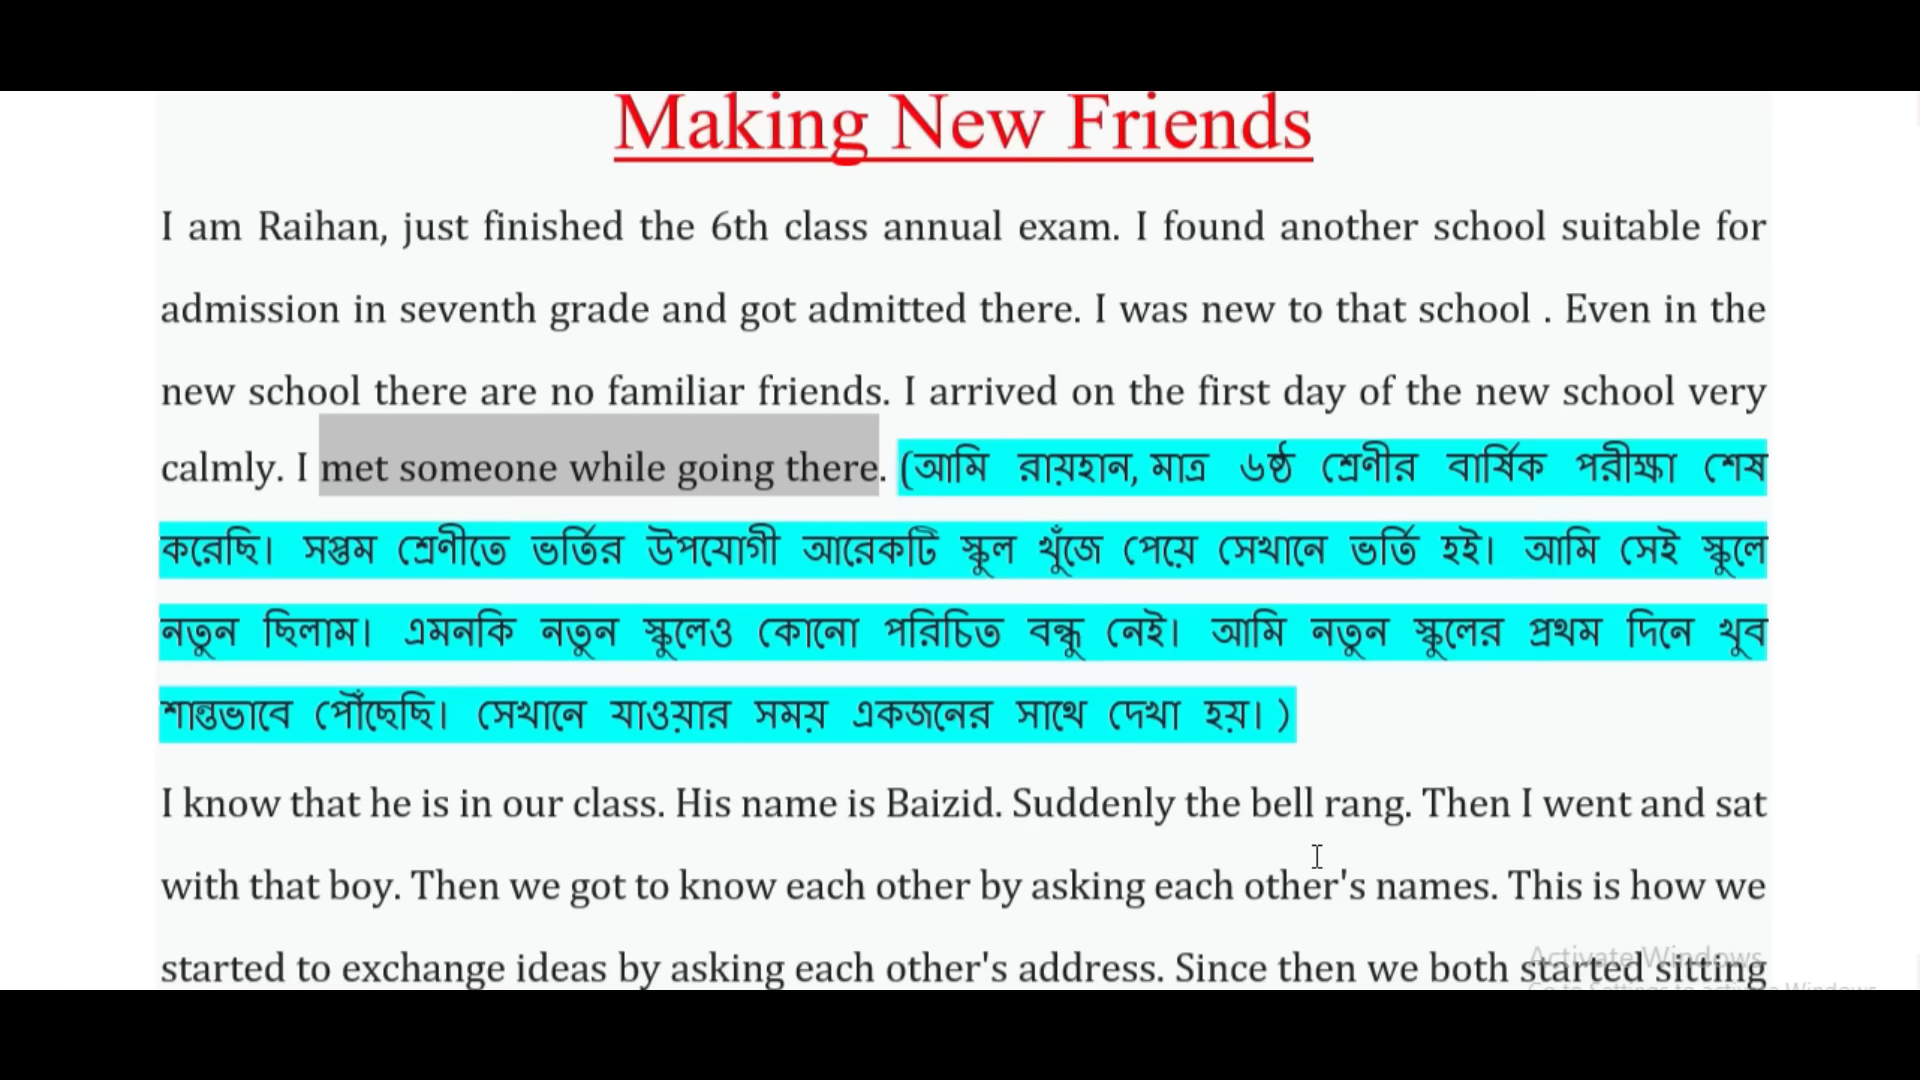 Making New Friends
I am Raihan, just finished the 6th class annual exam. I found another school suitable for
admission in seventh grade and got admitted there. I was new to that school . Even in the
new school there are no familiar friends. I arrived on the first day of the new school very
calmly. I met someone while going there. (আমি রায়হান, মাত্র ৬ষ্ঠ শ্রেণীর বার্ষিক পরীক্ষা শেষ
করেছি। সপ্তম শ্রেণীতে ভর্তির উপযোগী আরেকটি স্কুল খুঁজে পেয়ে সেখানে ভর্তি হই। আমি সেই স্কুলে
নতুন ছিলাম। এমনকি নতুন স্কুলেও কোনো পরিচিত বন্ধু নেই। আমি নতুন স্কুলের প্রথম দিনে খুব
শান্তভাবে পৌঁছেছি। সেখানে যাওয়ার সময় একজনের সাথে দেখা হয়। )
I know that he is in our class. His name is Baizid. Suddenly the bell rang. Then I went and sat
with that boy. Then we got to know each other by asking each other's names. This is how we
started to exchange ideas by asking each other's address. Since then we both started sitting
Activate Windows